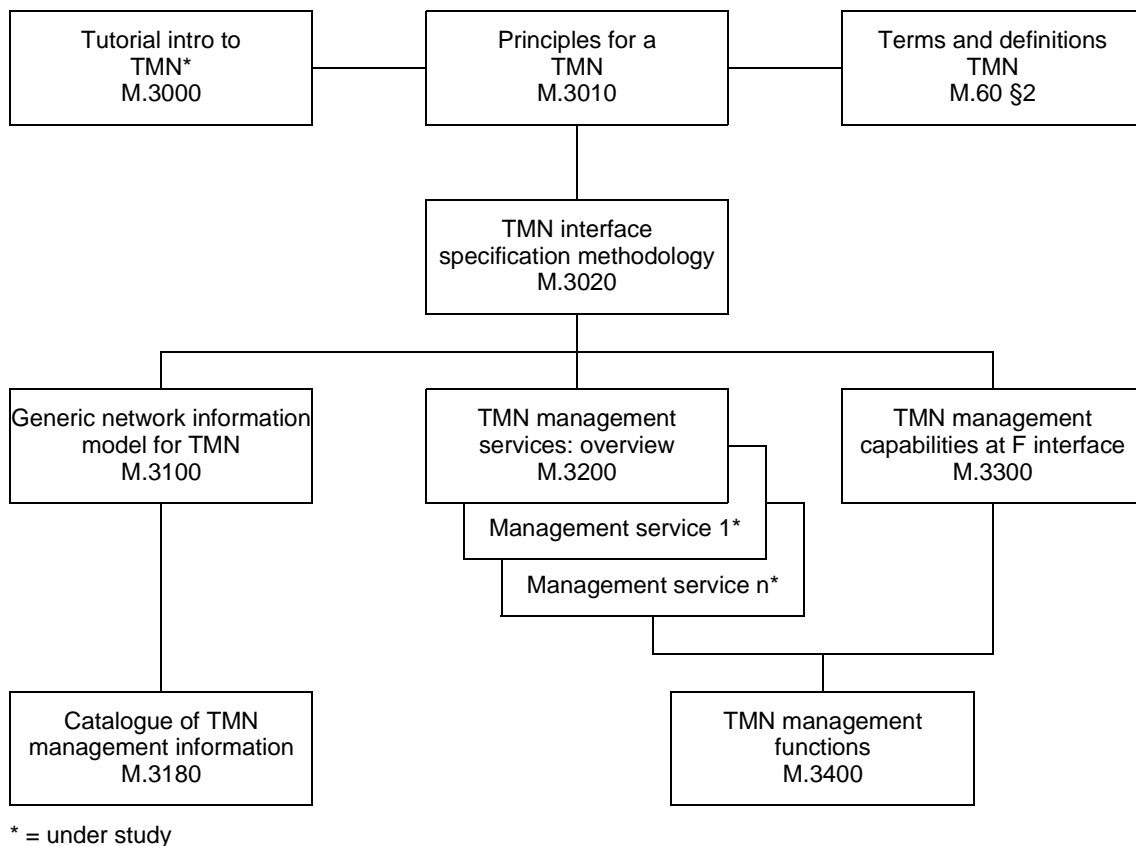 Tutorial intro to
TMN*
M.3000
Principles for a
TMN
M.3010
Terms and definitions
TMN
M.60 §2
TMN interface
specification methodology
M.3020
Generic network information
model for TMN
M.3100
TMN management
services: overview
M.3200
Management service 1*
Management service n*
TMN management
capabilities at F interface
M.3300
Catalogue of TMN
management information
M.3180
TMN management
functions
M.3400
* = under study